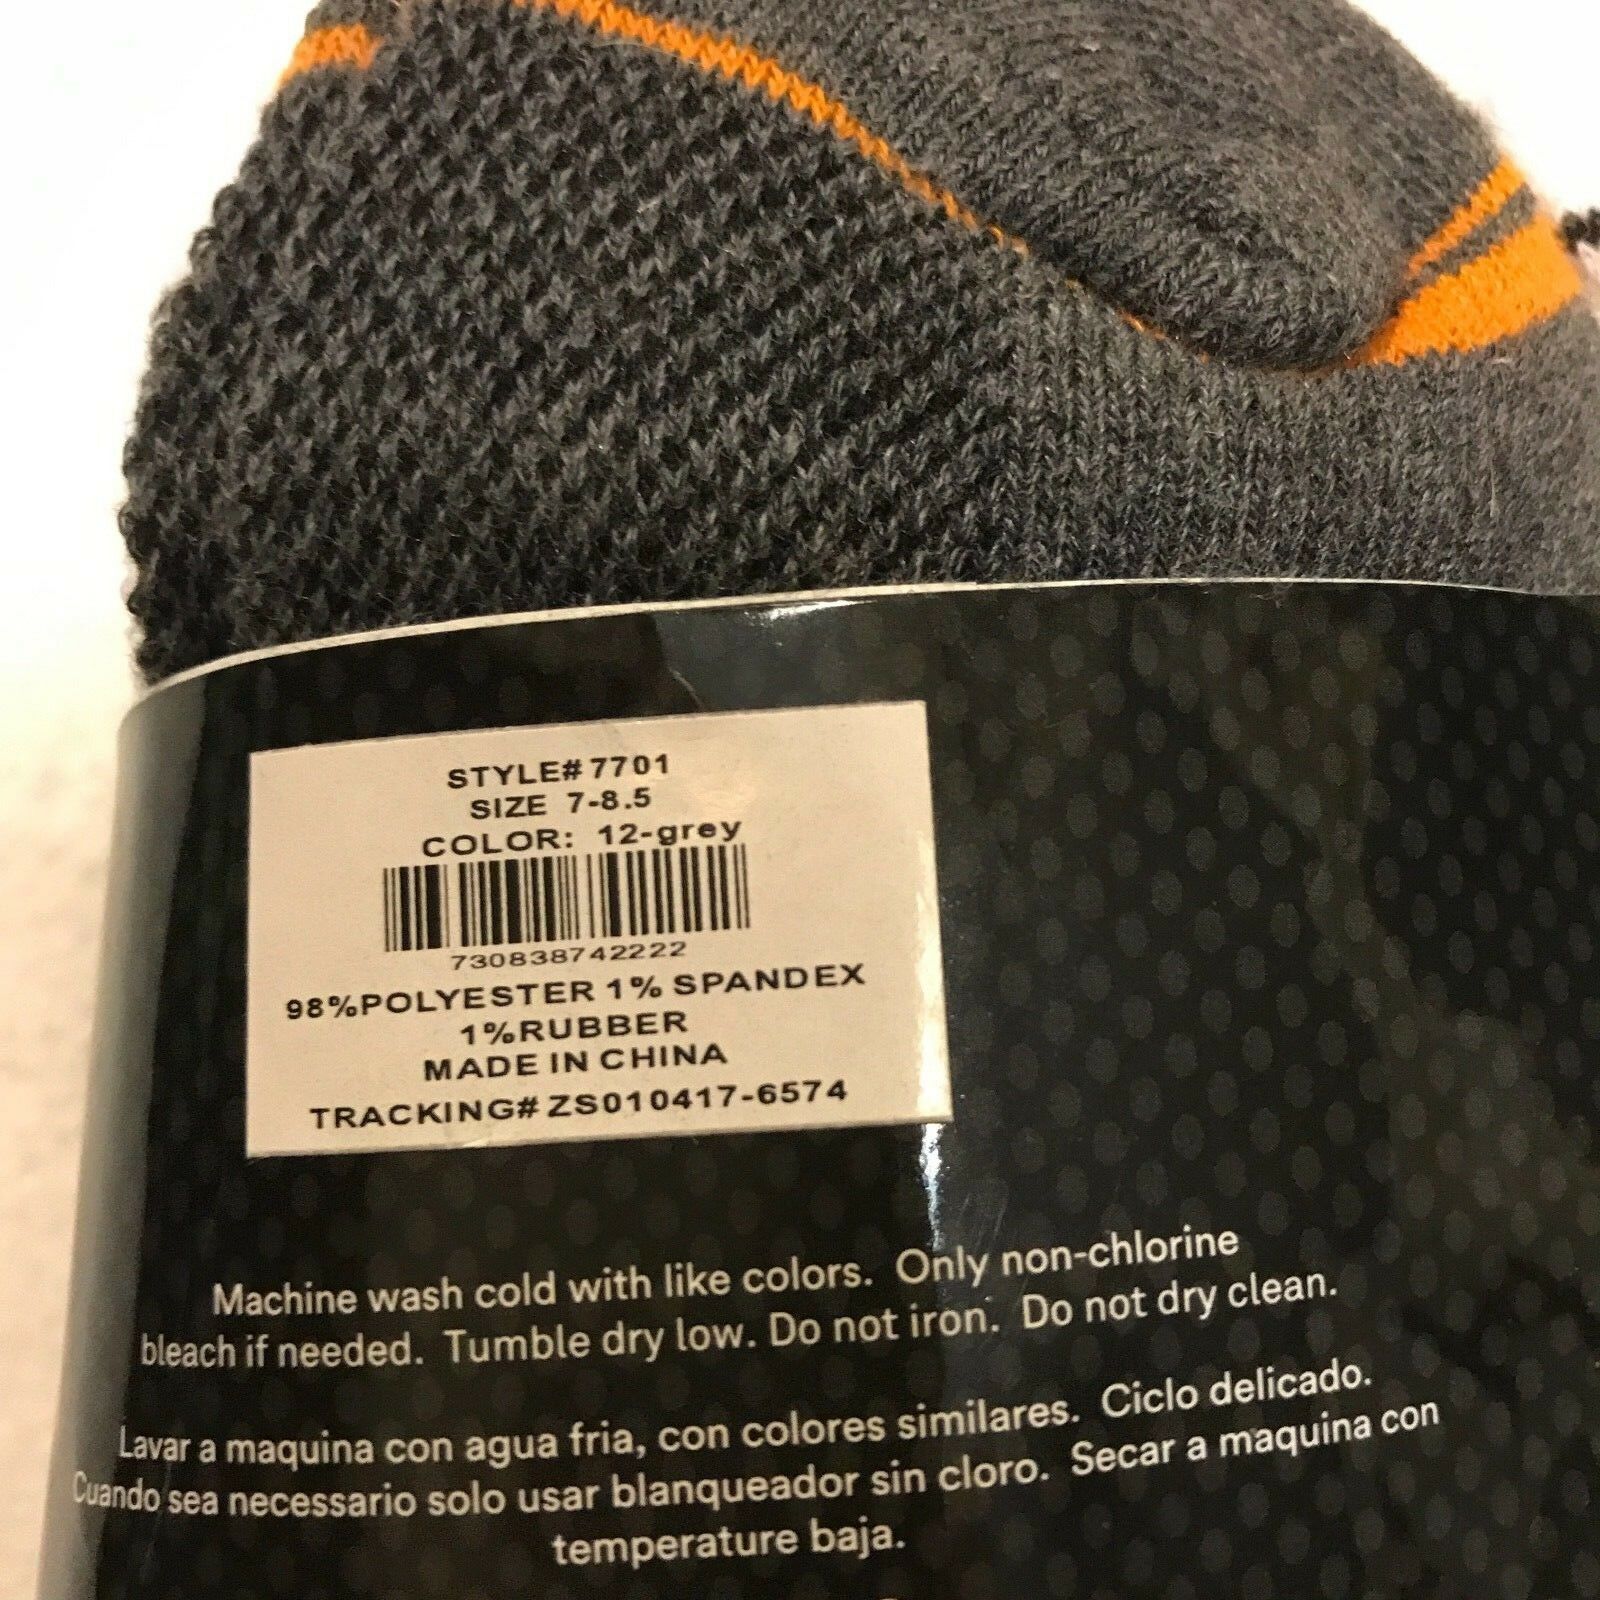 STYLE# 7701
SIZE 7-8.5
COLOR: 12-grey
730838742222
98%POLYESTER 1% SPANDEX
1%RUBBER
MADE IN CHINA
TRACKING# ZS010417-6574
Machine wash cold with like colors. Only non-chlorine
bleach if needed. Tumble dry low. Do not iron. Do not dry clean.
Lavar a maquina con agua fria, con colores similares. Ciclo delicado.
Cuando sea necessario solo usar blanqueador sin cloro. Secar a maquina con
temperature baja.